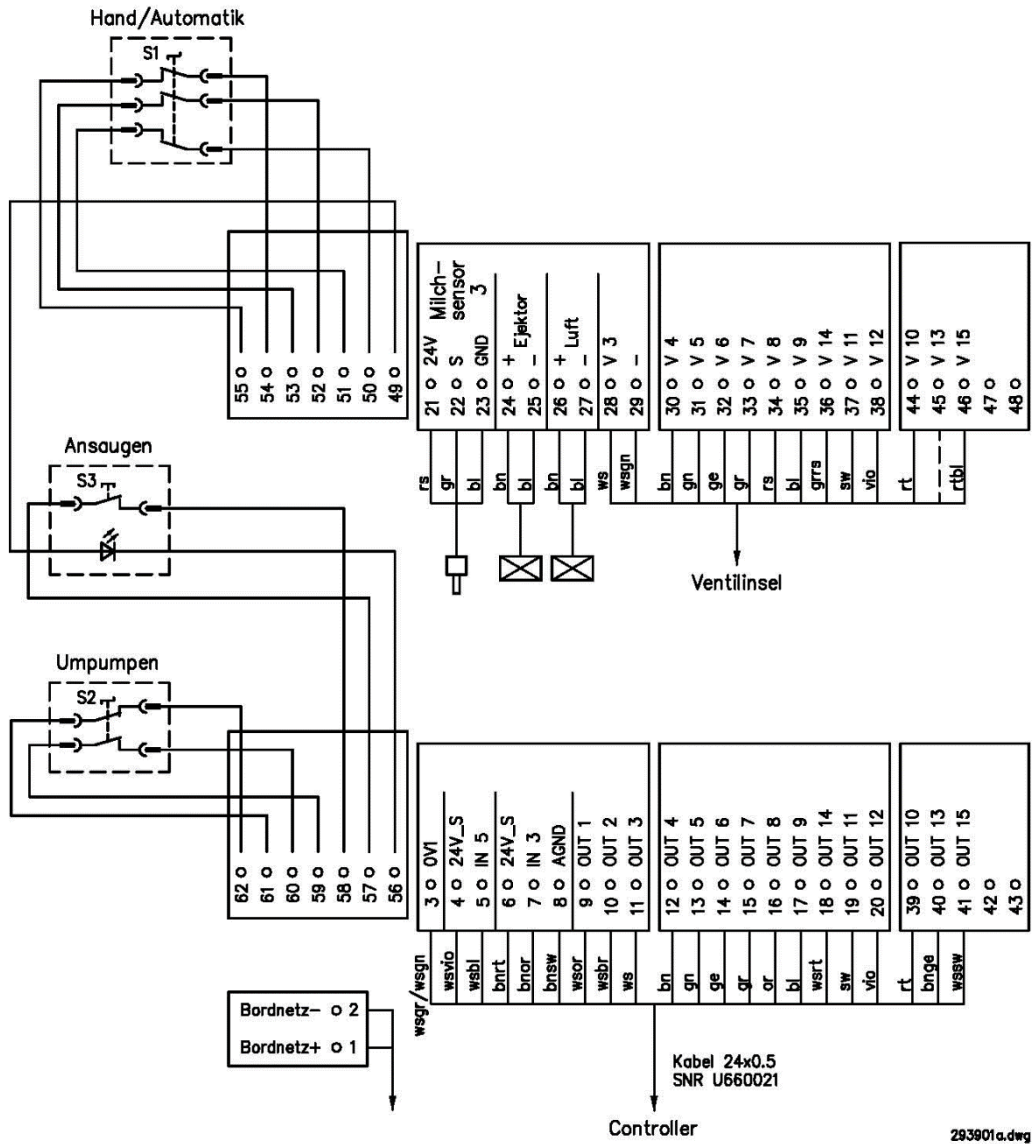 Hand/Automatik
S1
55
54
53
52
51
50
49
21 24V
22 S
23 GND
Milch-
sensor
3
24 +
25 -
Ejektor
26 +
27 -
Luft
28 V 3
29 -
30 V 4
31 V 5
32 V 6
33 V 7
34 V 8
35 V 9
36 V 14
37 V 11
38 V 12
44 V 10
45 V 13
46 V 15
47
48
rs
gr
bl
bn
bl
bn
bl
ws
wsgn
bn
gn
ge
gr
rs
bl
grrs
sw
vio
rt
rtbl
Ventilinsel
Ansaugen
S3
Umpumpen
S2
62
61
60
59
58
57
56
3 0V1
4 24V_S
5 IN 5
6 24V_S
7 IN 3
8 AGND
9 OUT 1
10 OUT 2
11 OUT 3
12 OUT 4
13 OUT 5
14 OUT 6
15 OUT 7
16 OUT 8
17 OUT 9
18 OUT 14
19 OUT 11
20 OUT 12
39 OUT 10
40 OUT 13
41 OUT 15
42
43
wsgr/wsgn
wsvio
wsbl
bnrt
bnor
bnsw
wsor
wsbr
ws
bn
gn
ge
gr
or
bl
wsrt
sw
vio
rt
bnge
wssw
Bordnetz- 2
Bordnetz+ 1
Kabel 24x0.5
SNR U660021
Controller
293901a.dwg